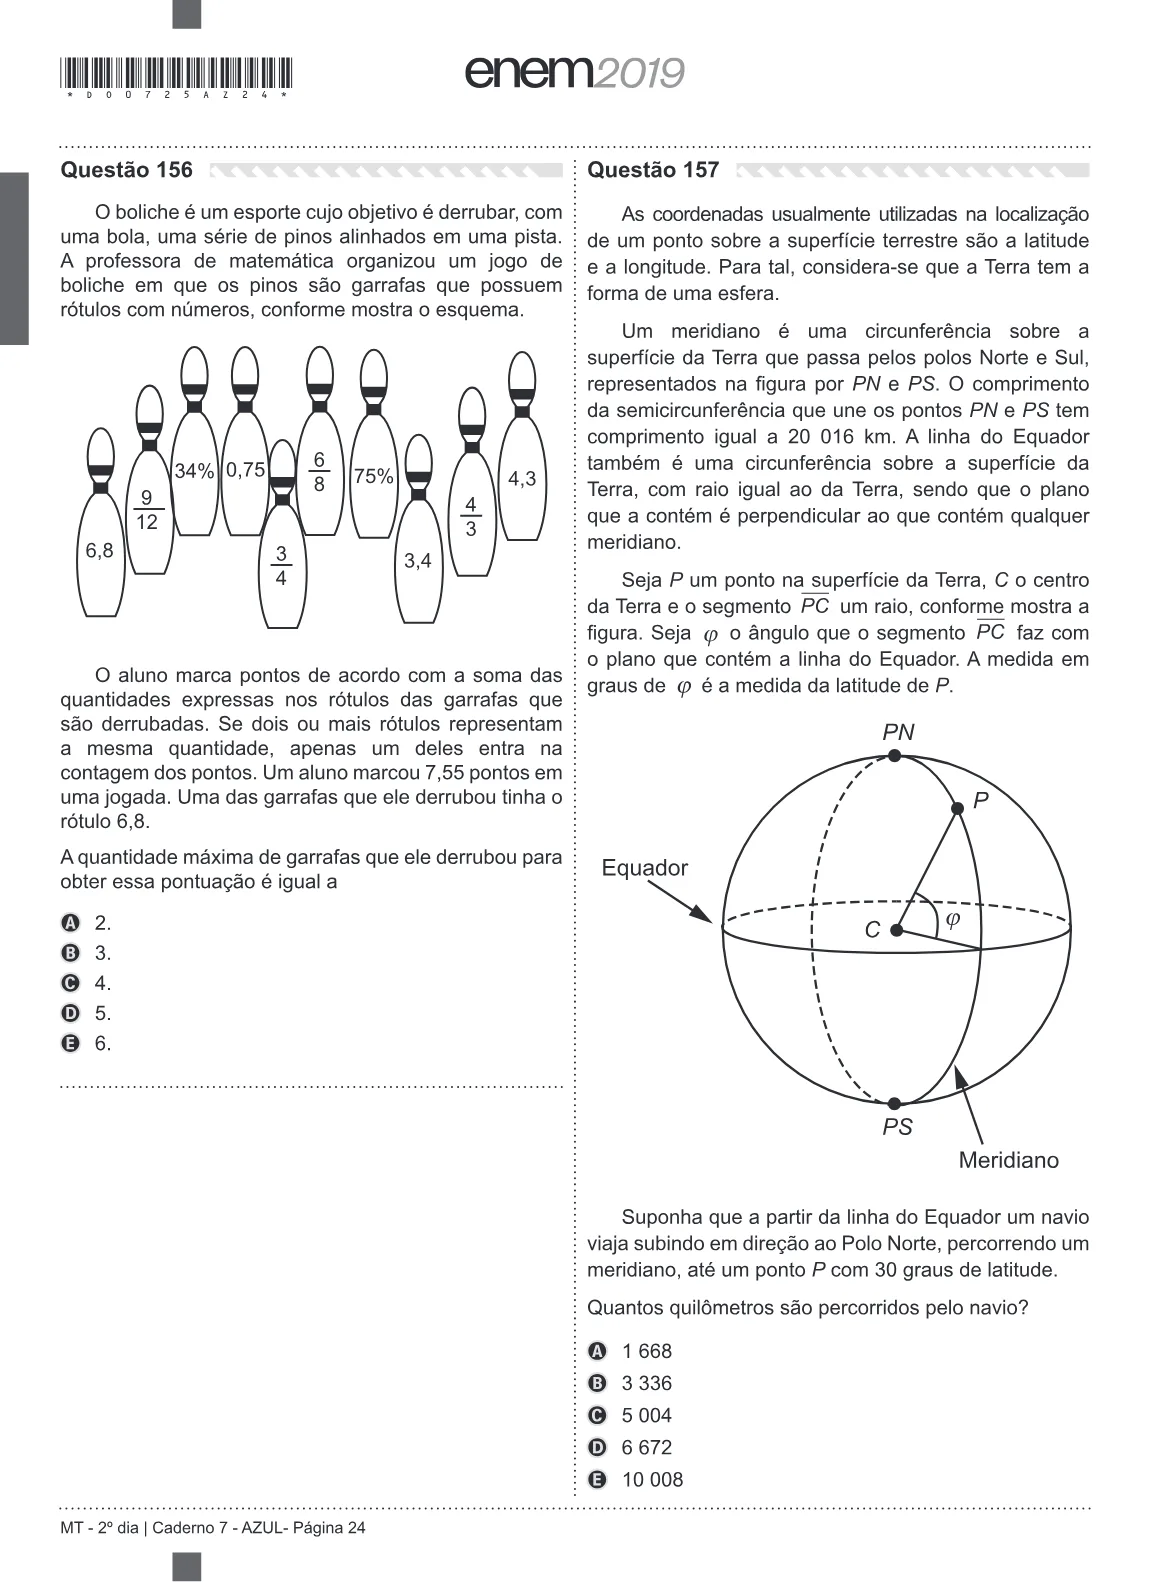 *D00725AZ24*
enem2019
Questão 156
O boliche é um esporte cujo objetivo é derrubar, com
uma bola, uma série de pinos alinhados em uma pista.
A professora de matemática organizou um jogo de
boliche em que os pinos são garrafas que possuem
rótulos com números, conforme mostra o esquema.
6,8
9
12
34%
0,75
3
4
6
8
75%
3,4
4
3
4,3
O aluno marca pontos de acordo com a soma das
quantidades expressas nos rótulos das garrafas que
são derrubadas. Se dois ou mais rótulos representam
a mesma quantidade, apenas um deles entra na
contagem dos pontos. Um aluno marcou 7,55 pontos em
uma jogada. Uma das garrafas que ele derrubou tinha o
rótulo 6,8.
A quantidade máxima de garrafas que ele derrubou para
obter essa pontuação é igual a
A 2.
B 3.
C 4.
D 5.
E 6.
Questão 157
As coordenadas usualmente utilizadas na localização
de um ponto sobre a superfície terrestre são a latitude
e a longitude. Para tal, considera-se que a Terra tem a
forma de uma esfera.
Um meridiano é uma circunferência sobre a
superfície da Terra que passa pelos polos Norte e Sul,
representados na figura por PN e PS. O comprimento
da semicircunferência que une os pontos PN e PS tem
comprimento igual a 20 016 km. A linha do Equador
também é uma circunferência sobre a superfície da
Terra, com raio igual ao da Terra, sendo que o plano
que a contém é perpendicular ao que contém qualquer
meridiano.
Seja P um ponto na superfície da Terra, C o centro
da Terra e o segmento PC um raio, conforme mostra a
figura. Seja φ o ângulo que o segmento PC faz com
o plano que contém a linha do Equador. A medida em
graus de φ é a medida da latitude de P.
PN
P
Equador
C
φ
PS
Meridiano
Suponha que a partir da linha do Equador um navio
viaja subindo em direção ao Polo Norte, percorrendo um
meridiano, até um ponto P com 30 graus de latitude.
Quantos quilômetros são percorridos pelo navio?
A 1 668
B 3 336
C 5 004
D 6 672
E 10 008
MT - 2º dia | Caderno 7 - AZUL- Página 24